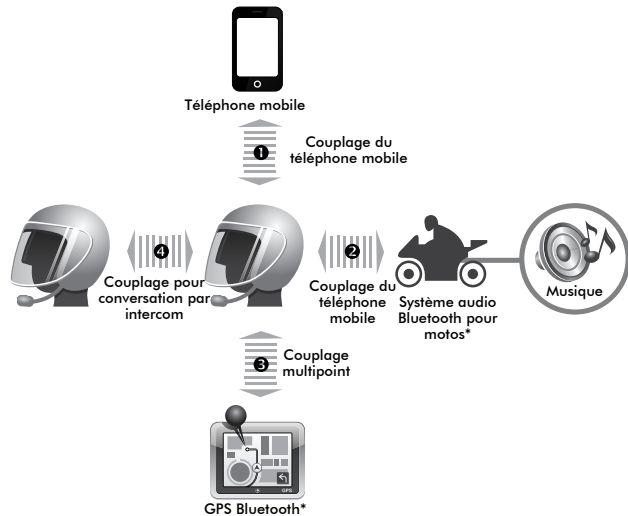 Téléphone mobile
❶
Couplage du
téléphone mobile
❹
Couplage pour
conversation par
intercom
❷
Couplage du
téléphone
mobile
Système audio
Bluetooth pour
motos*
Musique
❸
Couplage
multipoint
GPS
GPS Bluetooth*